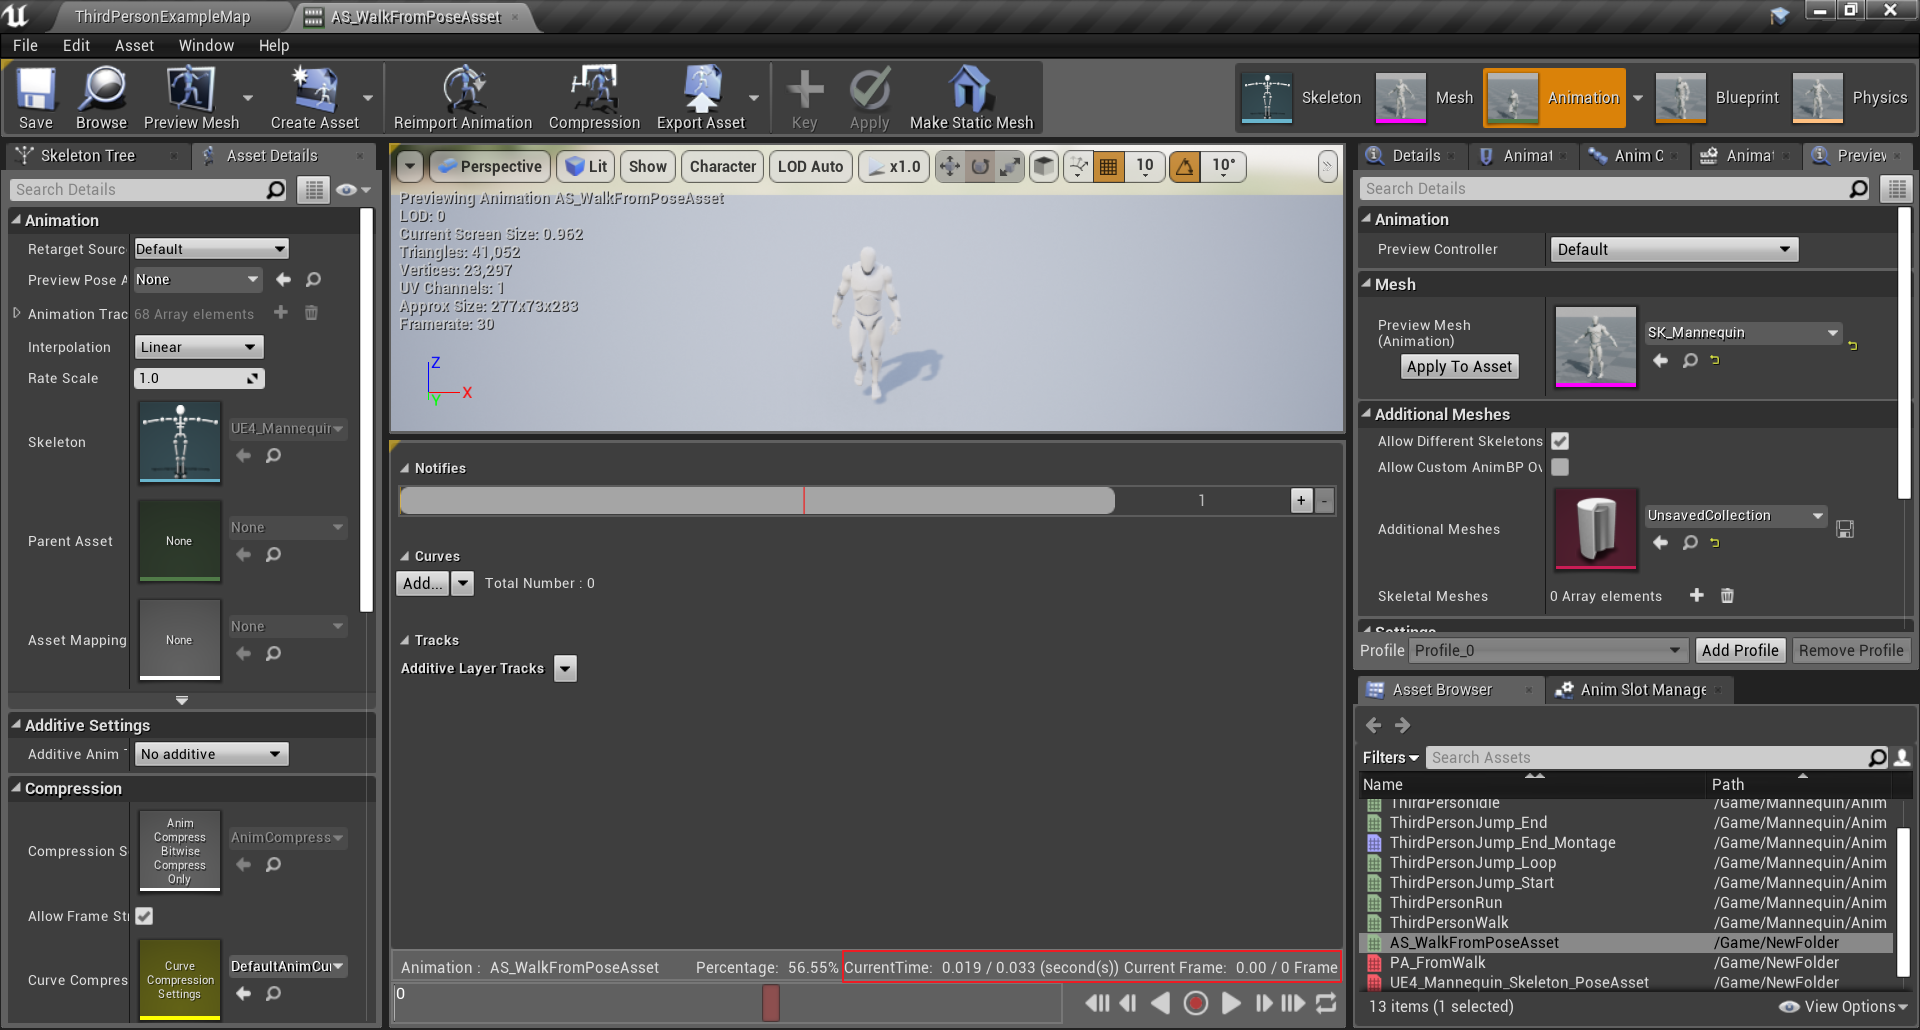 ThirdPersonExampleMap
AS_WalkFromPoseAsset
File Edit Asset Window Help
Save
Browse
Preview Mesh
Create Asset
Reimport Animation
Compression
Export Asset
Key
Apply
Make Static Mesh
Skeleton
Mesh
Animation
Blueprint
Physics
Skeleton Tree
Asset Details
Search Details
Animation
Retarget Sourc Default
Preview Pose A None
Animation Trac 68 Array elements
Interpolation Linear
Rate Scale 1.0
Skeleton UE4_Mannequin
Parent Asset None None
Asset Mapping None None
Additive Settings
Additive Anim No additive
Compression
Compression S Anim Compress Bitwise Compress Only AnimCompress
Allow Frame St
Curve Compres Curve Compression Settings DefaultAnimCu
Perspective Lit Show Character LOD Auto x1.0 10 10°
Previewing Animation AS_WalkFromPoseAsset
LOD: 0
Current Screen Size: 0.962
Triangles: 41,052
Vertices: 23,297
UV Channels: 1
Approx Size: 277x73x283
Framerate: 30
Z
X
Y
Notifies
1 + -
Curves
Add... Total Number : 0
Tracks
Additive Layer Tracks
Animation : AS_WalkFromPoseAsset Percentage: 56.55% CurrentTime: 0.019 / 0.033 (second(s)) Current Frame: 0.00 / 0 Frame
0
Details Animat Anim C Animat Preview
Search Details
Animation
Preview Controller Default
Mesh
Preview Mesh
(Animation)
Apply To Asset
SK_Mannequin
Additional Meshes
Allow Different Skeletons
Allow Custom AnimBP Ov
Additional Meshes UnsavedCollection
Skeletal Meshes 0 Array elements
Settings
Profile Profile_0 Add Profile Remove Profile
Asset Browser
Anim Slot Manage
Filters Search Assets
Name Path
ThirdPersonIdle /Game/Mannequin/Anim
ThirdPersonJump_End /Game/Mannequin/Anim
ThirdPersonJump_End_Montage /Game/Mannequin/Anim
ThirdPersonJump_Loop /Game/Mannequin/Anim
ThirdPersonJump_Start /Game/Mannequin/Anim
ThirdPersonRun /Game/Mannequin/Anim
ThirdPersonWalk /Game/Mannequin/Anim
AS_WalkFromPoseAsset /Game/NewFolder
PA_FromWalk /Game/NewFolder
UE4_Mannequin_Skeleton_PoseAsset /Game/NewFolder
13 items (1 selected) View Options